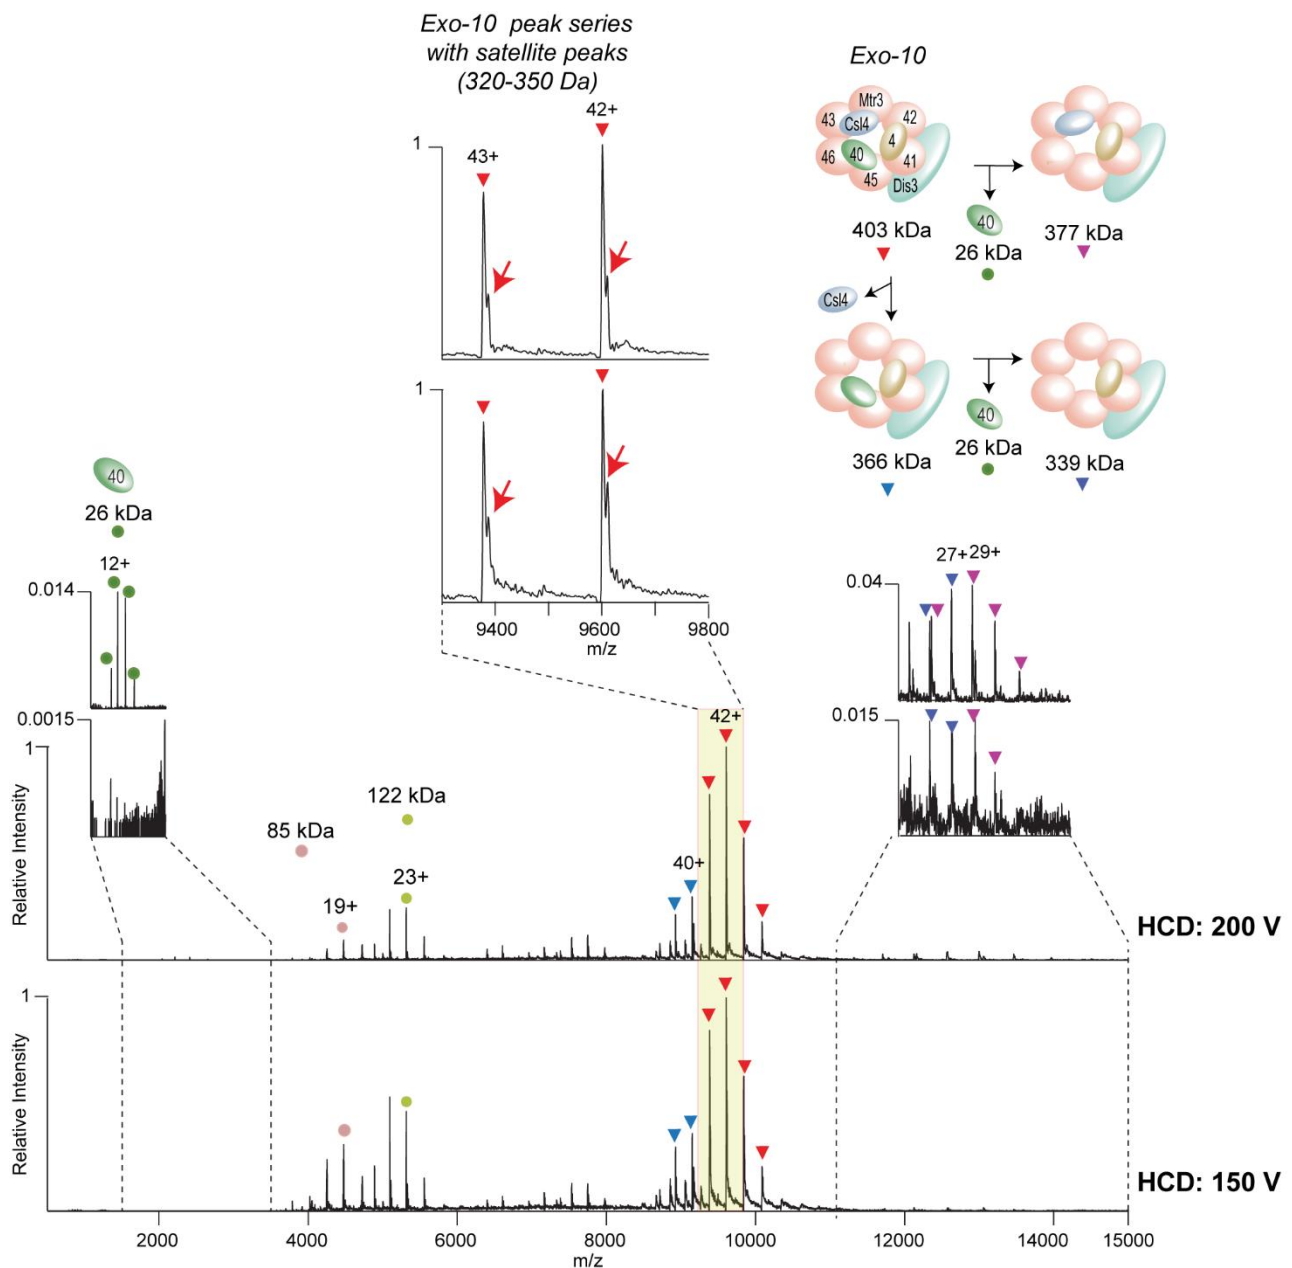 Exo-10 peak series
with satellite peaks
(320-350 Da)
42+
43+
1
1
9400
9600
9800
m/z
Exo-10
Mtr3
43
Csl4
42
46
40
4
41
45
Dis3
403 kDa
40
26 kDa
377 kDa
Csl4
366 kDa
40
26 kDa
339 kDa
40
26 kDa
12+
0.014
0.0015
27+
29+
0.04
0.015
Relative Intensity
1
85 kDa
19+
122 kDa
23+
40+
42+
HCD: 200 V
Relative Intensity
1
HCD: 150 V
2000
4000
6000
8000
10000
12000
14000
15000
m/z